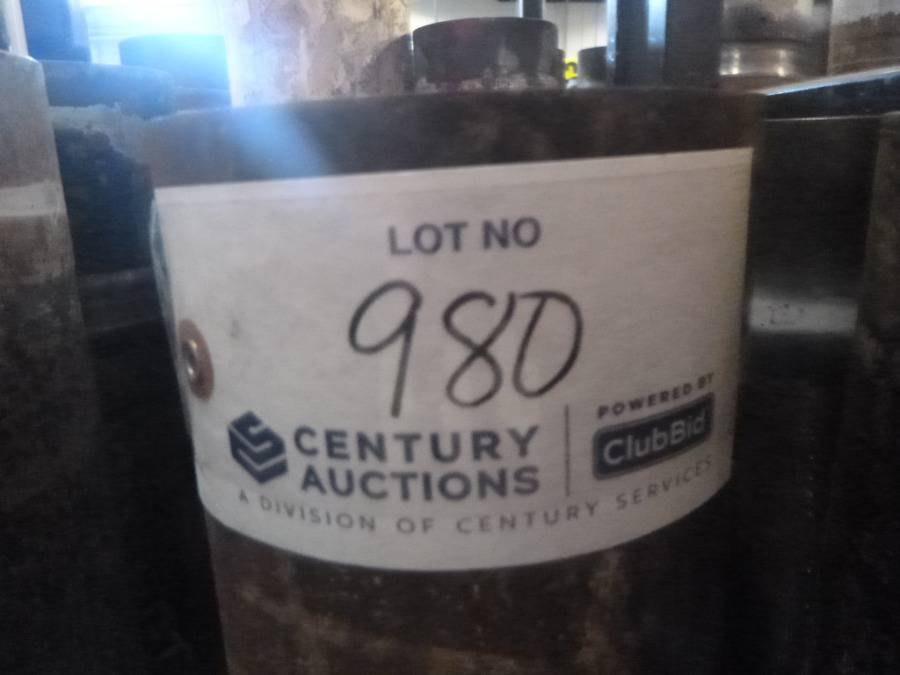 LOT NO
980
CENTURY
AUCTIONS
POWERED BY
ClubBid
A DIVISION OF CENTURY SERVICES